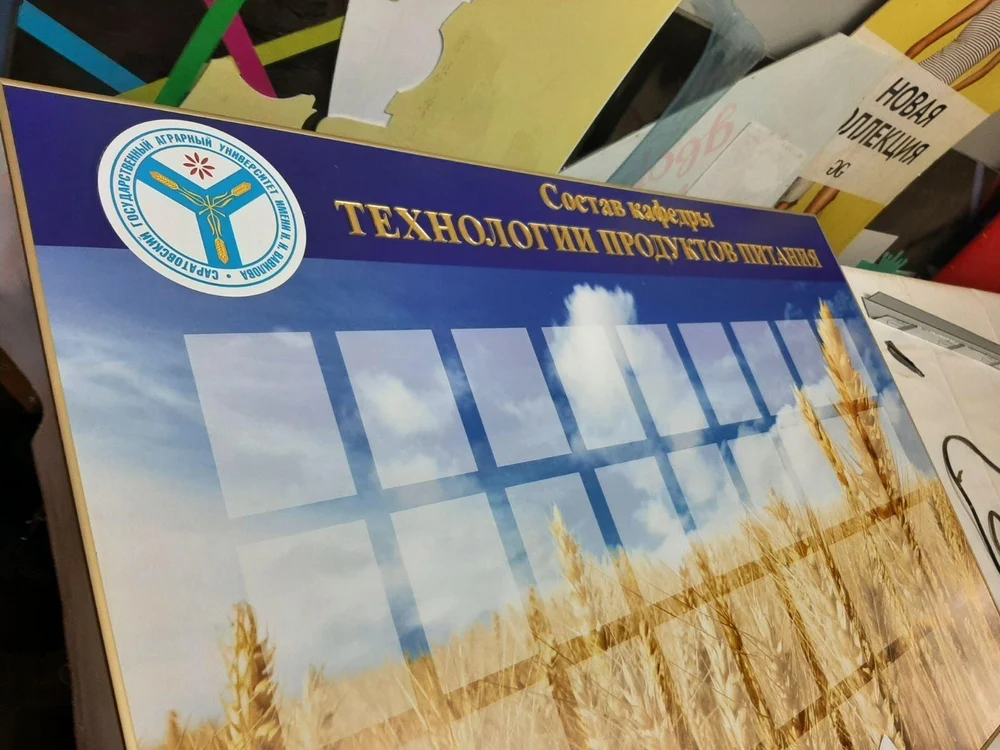 САРАТОВСКИЙ ГОСУДАРСТВЕННЫЙ АГРАРНЫЙ УНИВЕРСИТЕТ ИМЕНИ Н. И. ВАВИЛОВА •
Состав кафедры
ТЕХНОЛОГИИ ПРОДУКТОВ ПИТАНИЯ
НОВАЯ
ОЛЛЕКЦИЯ